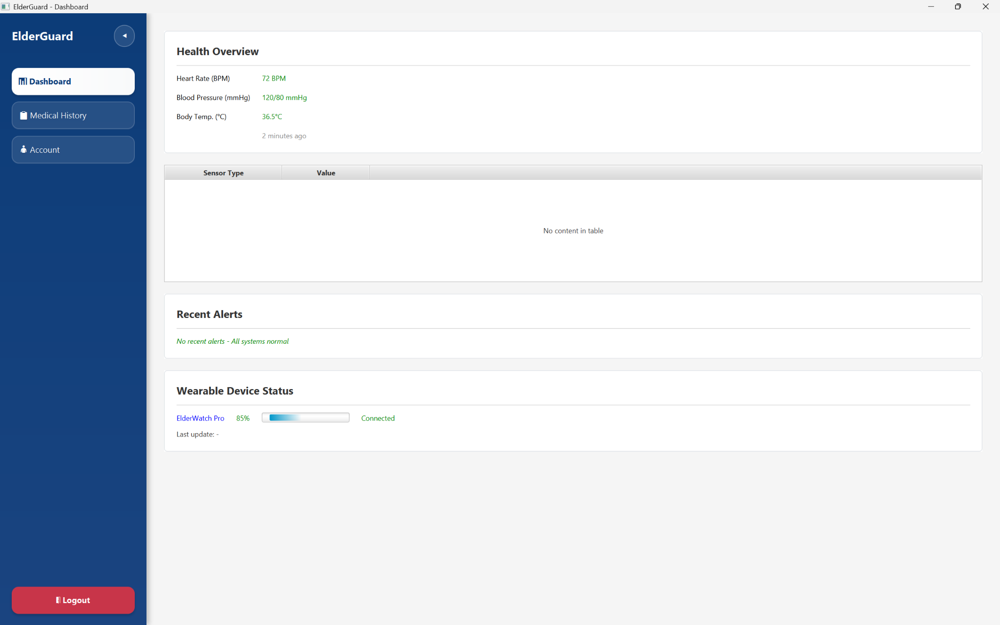 ElderGuard - Dashboard
ElderGuard
Dashboard
Medical History
Account
Logout
Health Overview
Heart Rate (BPM) 72 BPM
Blood Pressure (mmHg) 120/80 mmHg
Body Temp. (°C) 36.5°C
2 minutes ago
Sensor Type Value
No content in table
Recent Alerts
No recent alerts - All systems normal
Wearable Device Status
ElderWatch Pro 85% Connected
Last update: -